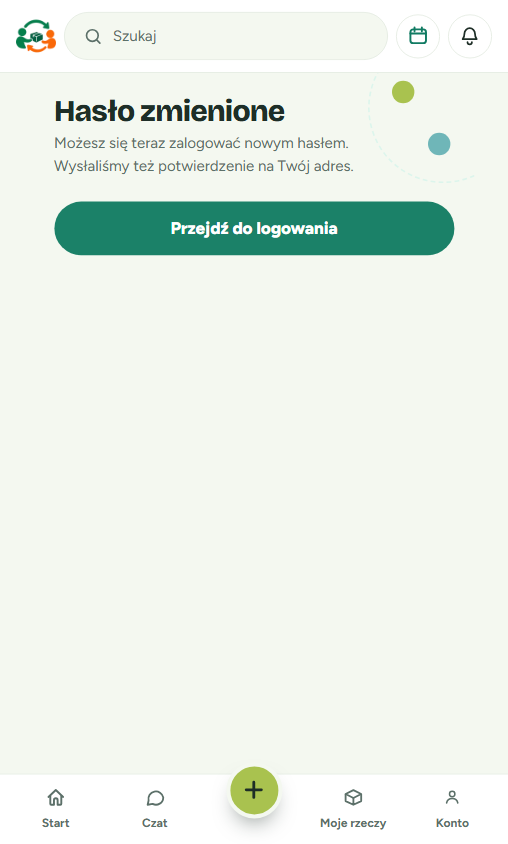 Szukaj
Hasło zmienione
Możesz się teraz zalogować nowym hasłem.
Wysłaliśmy też potwierdzenie na Twój adres.
Przejdź do logowania
Start
Czat
Moje rzeczy
Konto